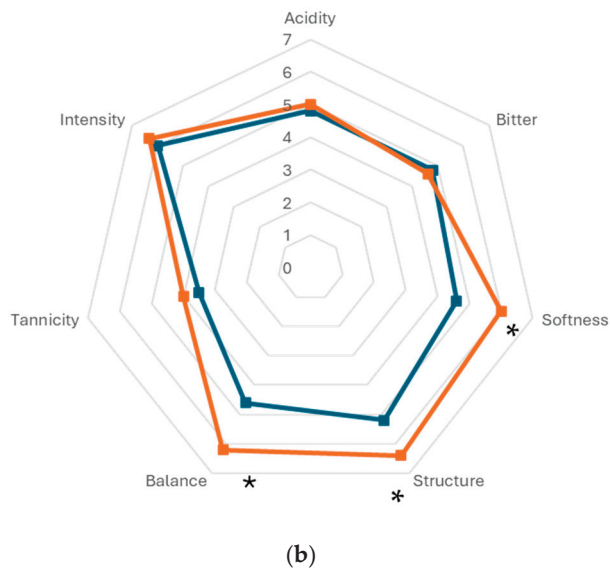 Acidity
7
6
5
4
3
2
1
0
Intensity
Bitter
Tannicity
Softness
*
Balance
*
Structure
*
(b)